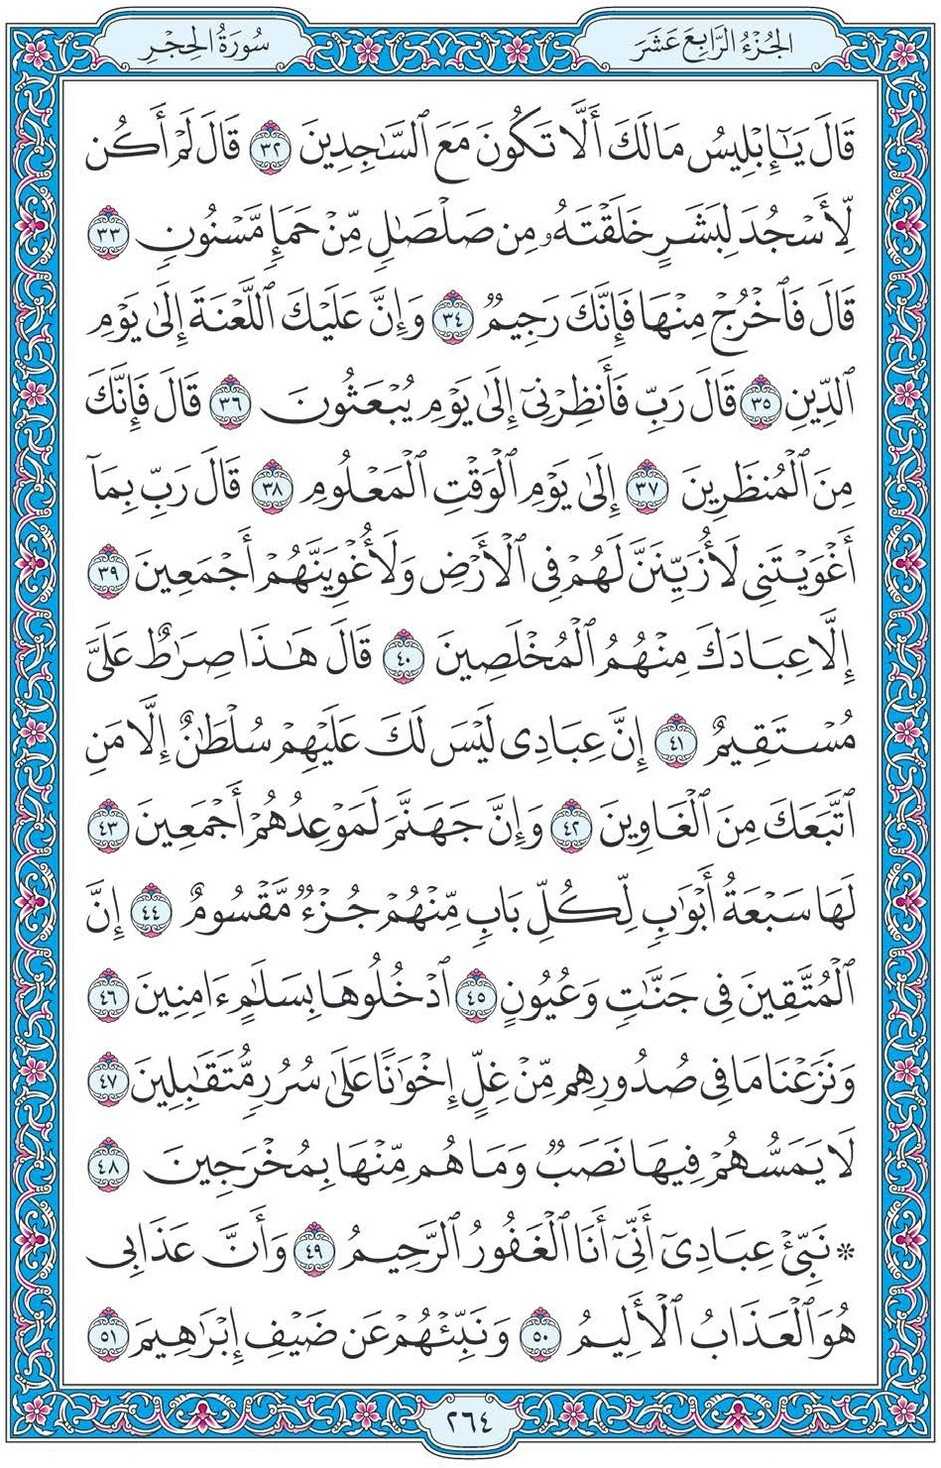 الجُزْءُ الرَّابِعَ عَشَرَ
سُورَةُ الحِجْرِ
قَالَ يَـٰٓإِبۡلِيسُ مَا لَكَ أَلَّا تَكُونَ مَعَ ٱلسَّـٰجِدِينَ ٣٢ قَالَ لَمۡ أَكُن
لِّأَسۡجُدَ لِبَشَرٍ خَلَقۡتَهُۥ مِن صَلۡصَـٰلٖ مِّنۡ حَمَإٖ مَّسۡنُونٖ ٣٣
قَالَ فَٱخۡرُجۡ مِنۡهَا فَإِنَّكَ رَجِيمٞ ٣٤ وَإِنَّ عَلَيۡكَ ٱللَّعۡنَةَ إِلَىٰ يَوۡمِ
ٱلدِّينِ ٣٥ قَالَ رَبِّ فَأَنظِرۡنِيٓ إِلَىٰ يَوۡمِ يُبۡعَثُونَ ٣٦ قَالَ فَإِنَّكَ
مِنَ ٱلۡمُنظَرِينَ ٣٧ إِلَىٰ يَوۡمِ ٱلۡوَقۡتِ ٱلۡمَعۡلُومِ ٣٨ قَالَ رَبِّ بِمَآ
أَغۡوَيۡتَنِي لَأُزَيِّنَنَّ لَهُمۡ فِي ٱلۡأَرۡضِ وَلَأُغۡوِيَنَّهُمۡ أَجۡمَعِينَ ٣٩
إِلَّا عِبَادَكَ مِنۡهُمُ ٱلۡمُخۡلَصِينَ ٤٠ قَالَ هَـٰذَا صِرَٰطٌ عَلَيَّ
مُسۡتَقِيمٌ ٤١ إِنَّ عِبَادِي لَيۡسَ لَكَ عَلَيۡهِمۡ سُلۡطَـٰنٌ إِلَّا مَنِ
ٱتَّبَعَكَ مِنَ ٱلۡغَاوِينَ ٤٢ وَإِنَّ جَهَنَّمَ لَمَوۡعِدُهُمۡ أَجۡمَعِينَ ٤٣
لَهَا سَبۡعَةُ أَبۡوَٰبٖ لِّكُلِّ بَابٖ مِّنۡهُمۡ جُزۡءٞ مَّقۡسُومٌ ٤٤ إِنَّ
ٱلۡمُتَّقِينَ فِي جَنَّـٰتٖ وَعُيُونٍ ٤٥ ٱدۡخُلُوهَا بِسَلَـٰمٍ ءَامِنِينَ ٤٦
وَنَزَعۡنَا مَا فِي صُدُورِهِم مِّنۡ غِلٍّ إِخۡوَٰنًا عَلَىٰ سُرُرٖ مُّتَقَـٰبِلِينَ ٤٧
لَا يَمَسُّهُمۡ فِيهَا نَصَبٞ وَمَا هُم مِّنۡهَا بِمُخۡرَجِينَ ٤٨
۞ نَبِّئۡ عِبَادِيٓ أَنِّيٓ أَنَا ٱلۡغَفُورُ ٱلرَّحِيمُ ٤٩ وَأَنَّ عَذَابِي
هُوَ ٱلۡعَذَابُ ٱلۡأَلِيمُ ٥٠ وَنَبِّئۡهُمۡ عَن ضَيۡفِ إِبۡرَٰهِيمَ ٥١
٢٦٤